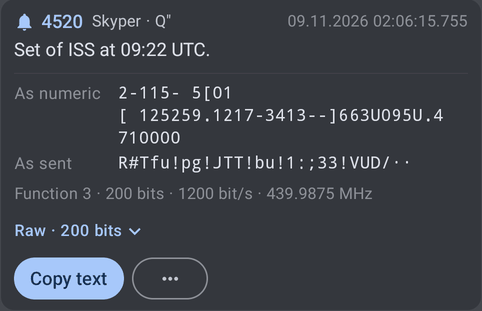 4520 Skyper · Q" 09.11.2026 02:06:15.755
Set of ISS at 09:22 UTC.
As numeric 2-115- 5[01
[ 125259.1217-3413--]663U095U.4
710000
As sent R#Tfu!pg!JTT!bu!1:;33!VUD/··
Function 3 · 200 bits · 1200 bit/s · 439.9875 MHz
Raw · 200 bits
Copy text